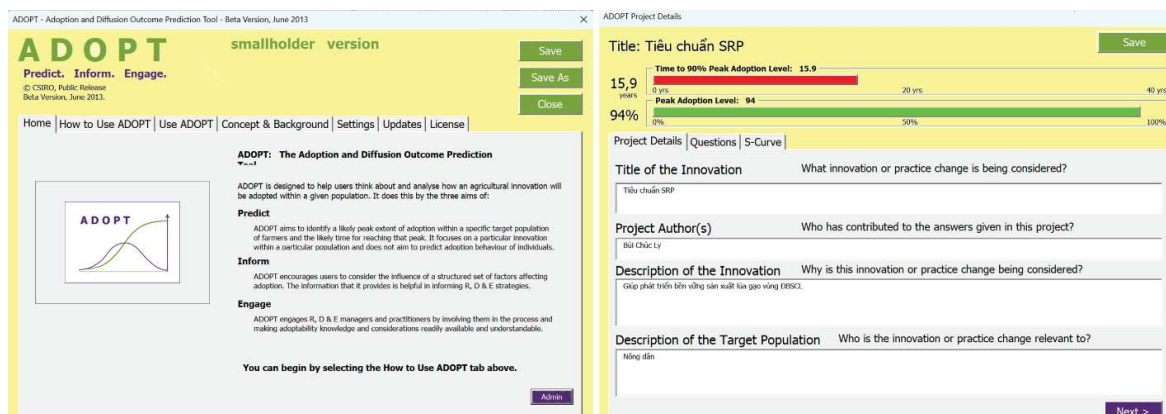 ADOPT - Adoption and Diffusion Outcome Prediction Tool - Beta Version, June 2013
ADOPT
smallholder version
Predict. Inform. Engage.
© CSIRO, Public Release
Beta Version, June 2013.
Save
Save As
Close
Home
How to Use ADOPT
Use ADOPT
Concept & Background
Settings
Updates
License
ADOPT
ADOPT: The Adoption and Diffusion Outcome Prediction
ADOPT is designed to help users think about and analyse how an agricultural innovation will
be adopted within a given population. It does this by the three aims of:
Predict
ADOPT aims to identify a likely peak extent of adoption within a specific target population
of farmers and the likely time for reaching that peak. It focuses on a particular innovation
within a particular population and does not aim to predict adoption behaviour of individuals.
Inform
ADOPT encourages users to consider the influence of a structured set of factors affecting
adoption. The information that it provides is helpful in informing R, D & E strategies.
Engage
ADOPT engages R, D & E managers and practitioners by involving them in the process and
making adoptability knowledge and considerations readily available and understandable.
You can begin by selecting the How to Use ADOPT tab above.
Admin
ADOPT Project Details
Title: Tiêu chuẩn SRP
Save
Time to 90% Peak Adoption Level: 15.9
15,9
years
0 yrs
20 yrs
40 yrs
Peak Adoption Level: 94
94%
0%
50%
100%
Project Details
Questions
S-Curve
Title of the Innovation
What innovation or practice change is being considered?
Tiêu chuẩn SRP
Project Author(s)
Who has contributed to the answers given in this project?
Bùi Chúc Ly
Description of the Innovation
Why is this innovation or practice change being considered?
Giúp phát triển bền vững sản xuất lúa gạo vùng ĐBSCL
Description of the Target Population
Who is the innovation or practice change relevant to?
Nông dân
Next >